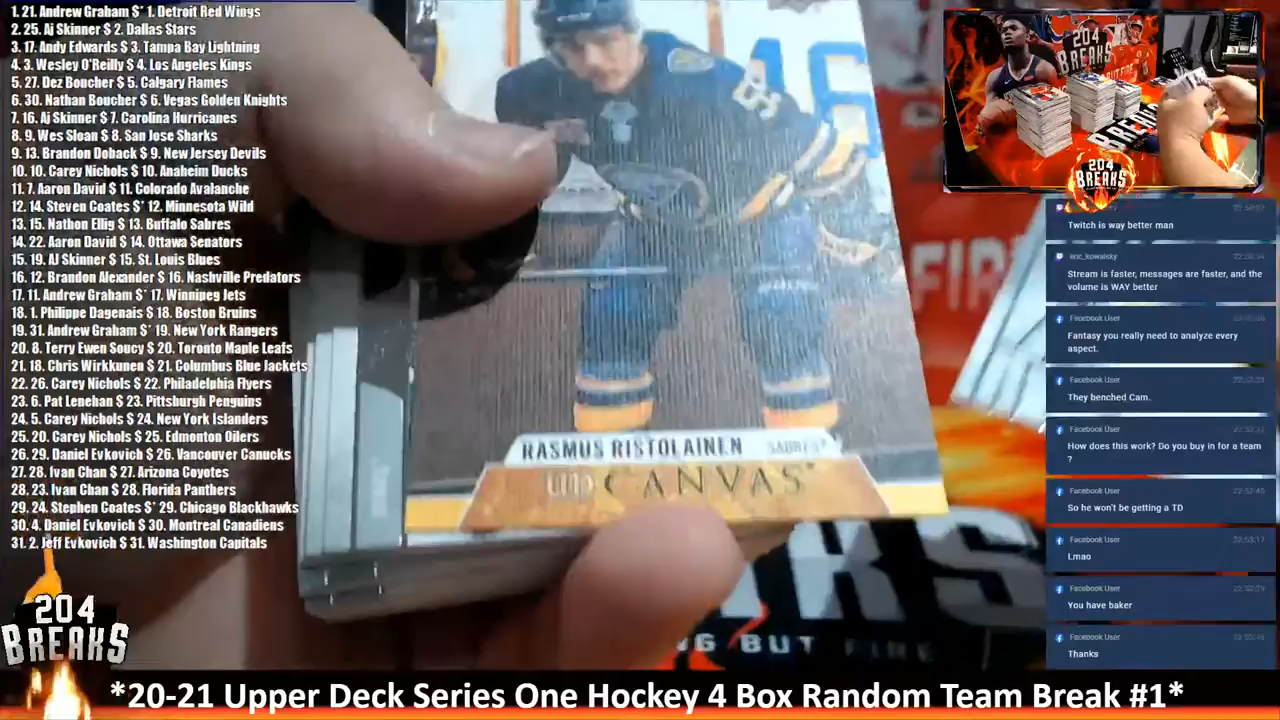 1. 21. Andrew Graham $* 1. Detroit Red Wings
2. 25. Aj Skinner $ 2. Dallas Stars
3. 17. Andy Edwards $ 3. Tampa Bay Lightning
4. 3. Wesley O'Reilly $ 4. Los Angeles Kings
5. 27. Dez Boucher $ 5. Calgary Flames
6. 30. Nathan Boucher $ 6. Vegas Golden Knights
7. 16. Aj Skinner $ 7. Carolina Hurricanes
8. 9. Wes Sloan $ 8. San Jose Sharks
9. 13. Brandon Doback $ 9. New Jersey Devils
10. 10. Carey Nichols $ 10. Anaheim Ducks
11. 7. Aaron David $ 11. Colorado Avalanche
12. 14. Steven Coates $* 12. Minnesota Wild
13. 15. Nathon Ellig $ 13. Buffalo Sabres
14. 22. Aaron David $ 14. Ottawa Senators
15. 19. AJ Skinner $ 15. St. Louis Blues
16. 12. Brandon Alexander $ 16. Nashville Predators
17. 11. Andrew Graham $* 17. Winnipeg Jets
18. 1. Philippe Dagenais $ 18. Boston Bruins
19. 31. Andrew Graham $* 19. New York Rangers
20. 8. Terry Ewen Soucy $ 20. Toronto Maple Leafs
21. 18. Chris Wirkkunen $ 21. Columbus Blue Jackets
22. 26. Carey Nichols $ 22. Philadelphia Flyers
23. 6. Pat Lenehan $ 23. Pittsburgh Penguins
24. 5. Carey Nichols $ 24. New York Islanders
25. 20. Carey Nichols $ 25. Edmonton Oilers
26. 29. Daniel Evkovich $ 26. Vancouver Canucks
27. 28. Ivan Chan $ 27. Arizona Coyotes
28. 23. Ivan Chan $ 28. Florida Panthers
29. 24. Stephen Coates $* 29. Chicago Blackhawks
30. 4. Daniel Evkovich $ 30. Montreal Canadiens
31. 2. Jeff Evkovich $ 31. Washington Capitals
204
BREAKS
RASMUS RISTOLAINEN SABRES
UD CANVAS
FIRE
NG BUT FIRE
204
BREAKS
BUT FIRE
BREAKS
204
BREAKS
Twitch is way better man
eric_kowalsky
Stream is faster, messages are faster, and the
volume is WAY better
Facebook User
Fantasy you really need to analyze every
aspect.
Facebook User
They benched Cam.
Facebook User
How does this work? Do you buy in for a team
?
Facebook User
So he won't be getting a TD
Facebook User
Lmao
Facebook User
You have baker
Facebook User
Thanks
*20-21 Upper Deck Series One Hockey 4 Box Random Team Break #1*